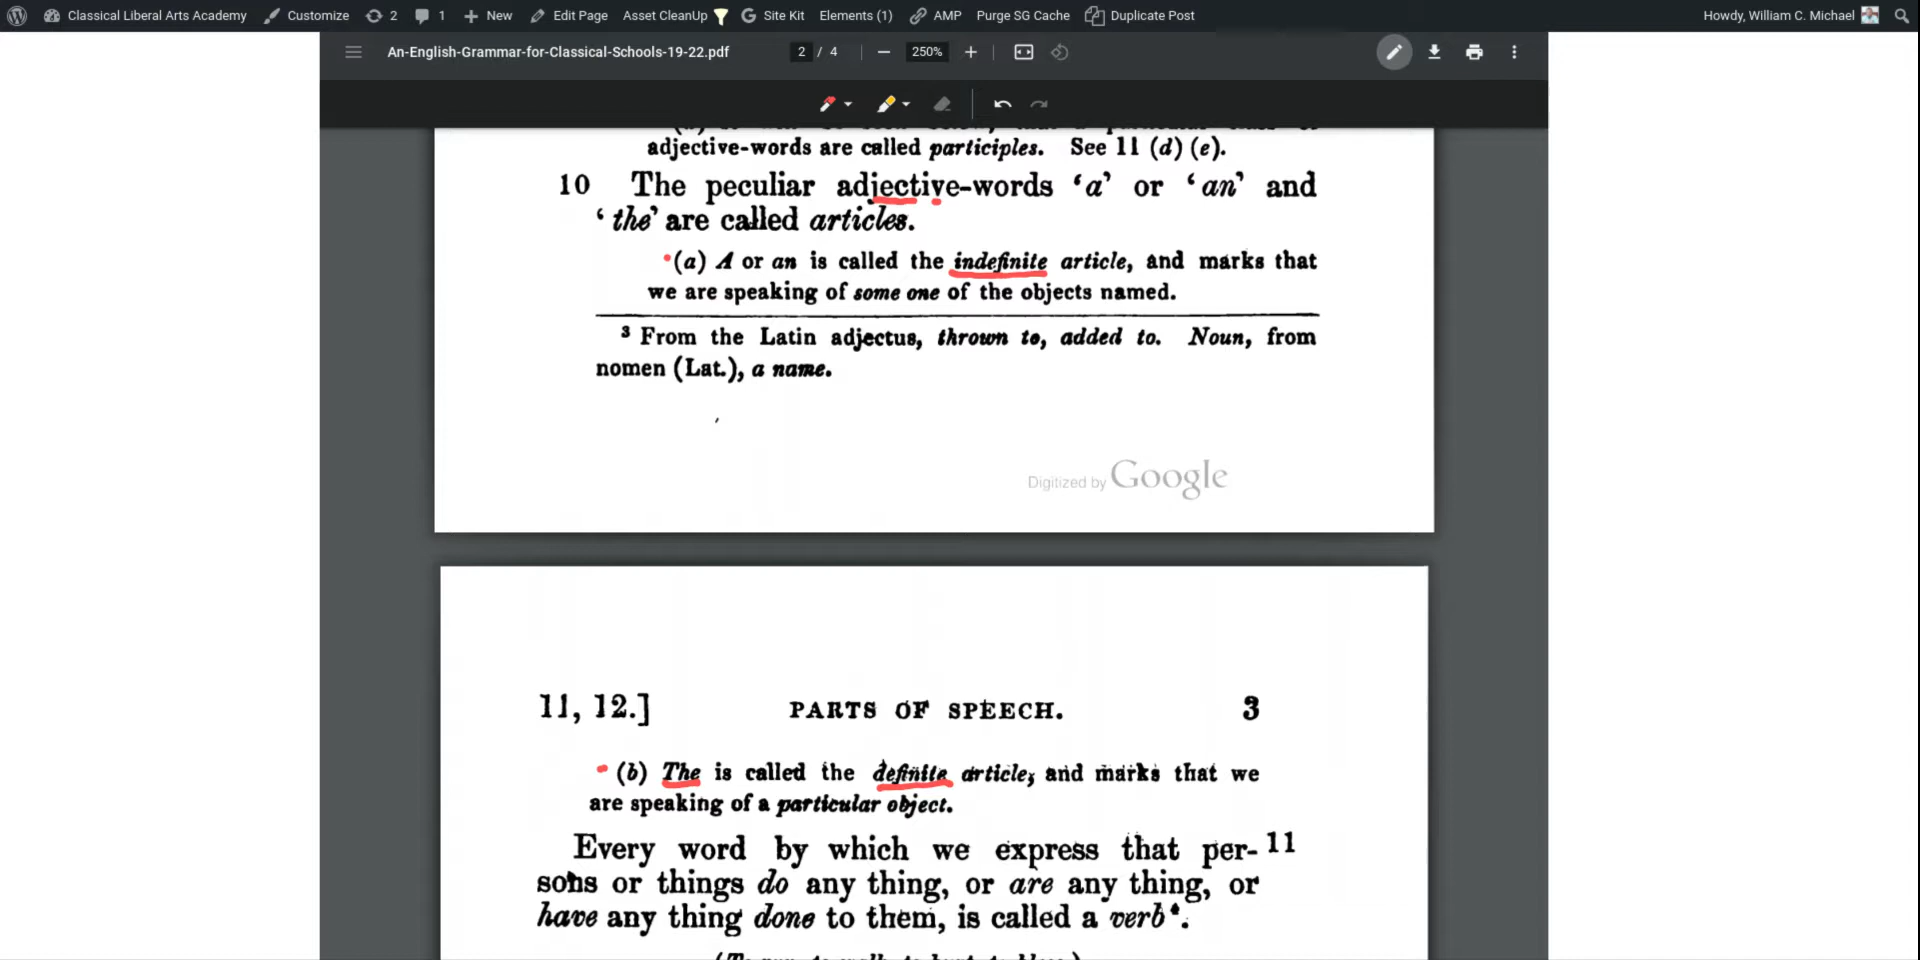 Classical Liberal Arts Academy Customize 2 1 New Edit Page Asset CleanUp Site Kit Elements (1) AMP Purge SG Cache Duplicate Post Howdy, William C. Michael
An-English-Grammar-for-Classical-Schools-19-22.pdf 2 / 4 250%
adjective-words are called participles. See 11 (d) (e).
10 The peculiar adjective-words ‘a’ or ‘an’ and
‘the’ are called articles.
(a) A or an is called the indefinite article, and marks that
we are speaking of some one of the objects named.
3 From the Latin adjectus, thrown to, added to. Noun, from
nomen (Lat.), a name.
Digitized by Google
11, 12.] PARTS OF SPEECH. 3
(b) The is called the definite article, and marks that we
are speaking of a particular object.
Every word by which we express that per- 11
sons or things do any thing, or are any thing, or
have any thing done to them, is called a verb⁴.